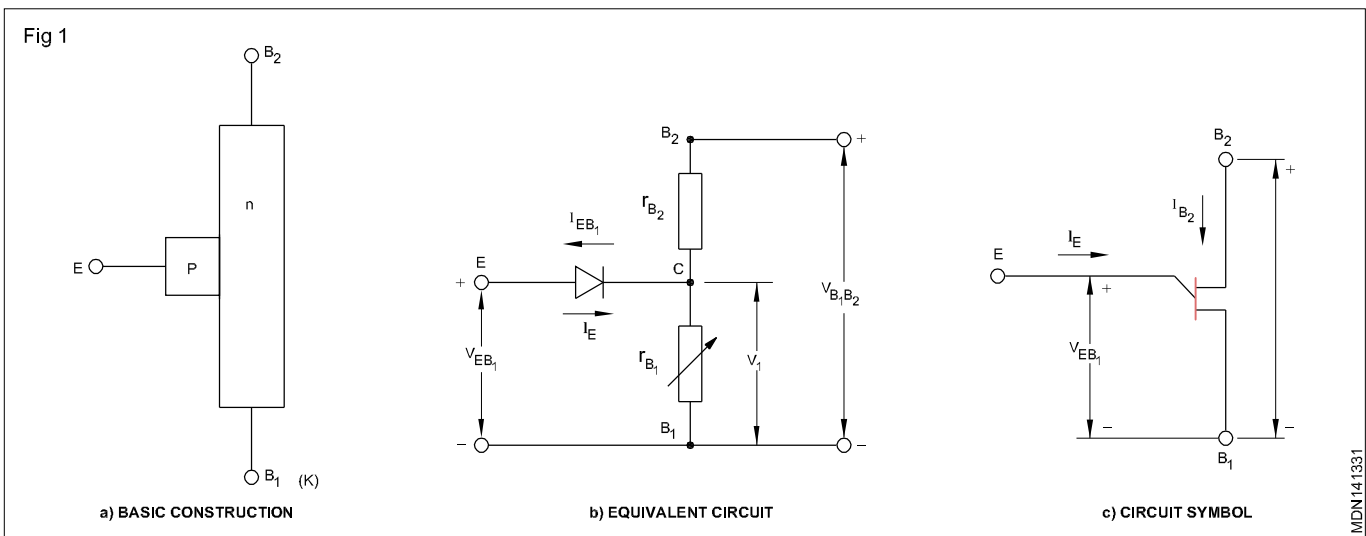 Fig 1
B2
n
P
E
B1 (K)
a) BASIC CONSTRUCTION
B2
+
rB2
IEB1
E
C
+
VB1B2
IE
VEB1
rB1
V1
B1
–
–
b) EQUIVALENT CIRCUIT
B2
+
IB2
IE
E
+
VEB1
–
–
B1
c) CIRCUIT SYMBOL
MDN141331